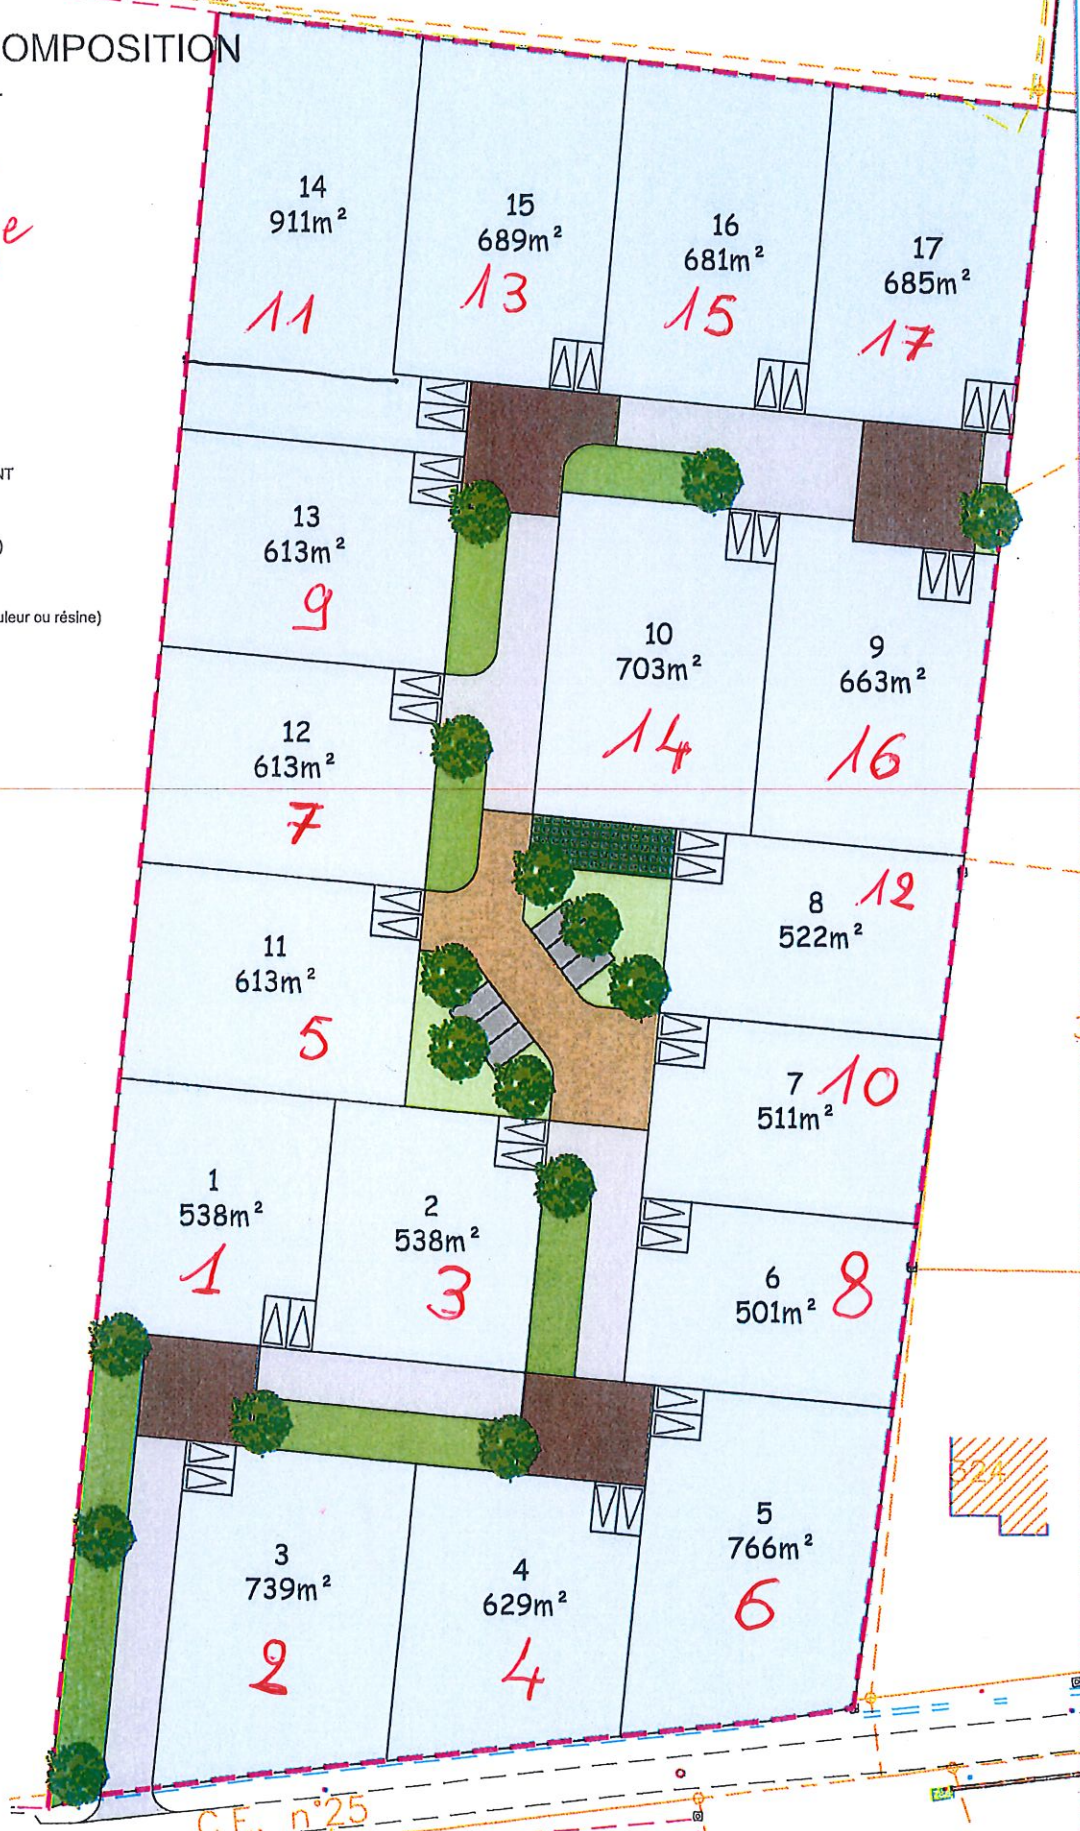 OMPOSITION
e
14
911m²
11
15
689m²
13
16
681m²
15
17
685m²
17
NT
)
uleur ou résine)
13
613m²
9
10
703m²
14
9
663m²
16
12
613m²
7
8
522m²
12
11
613m²
5
7
511m²
10
1
538m²
1
2
538m²
3
6
501m²
8
3
739m²
2
4
629m²
4
5
766m²
6
324
C.E. n°25